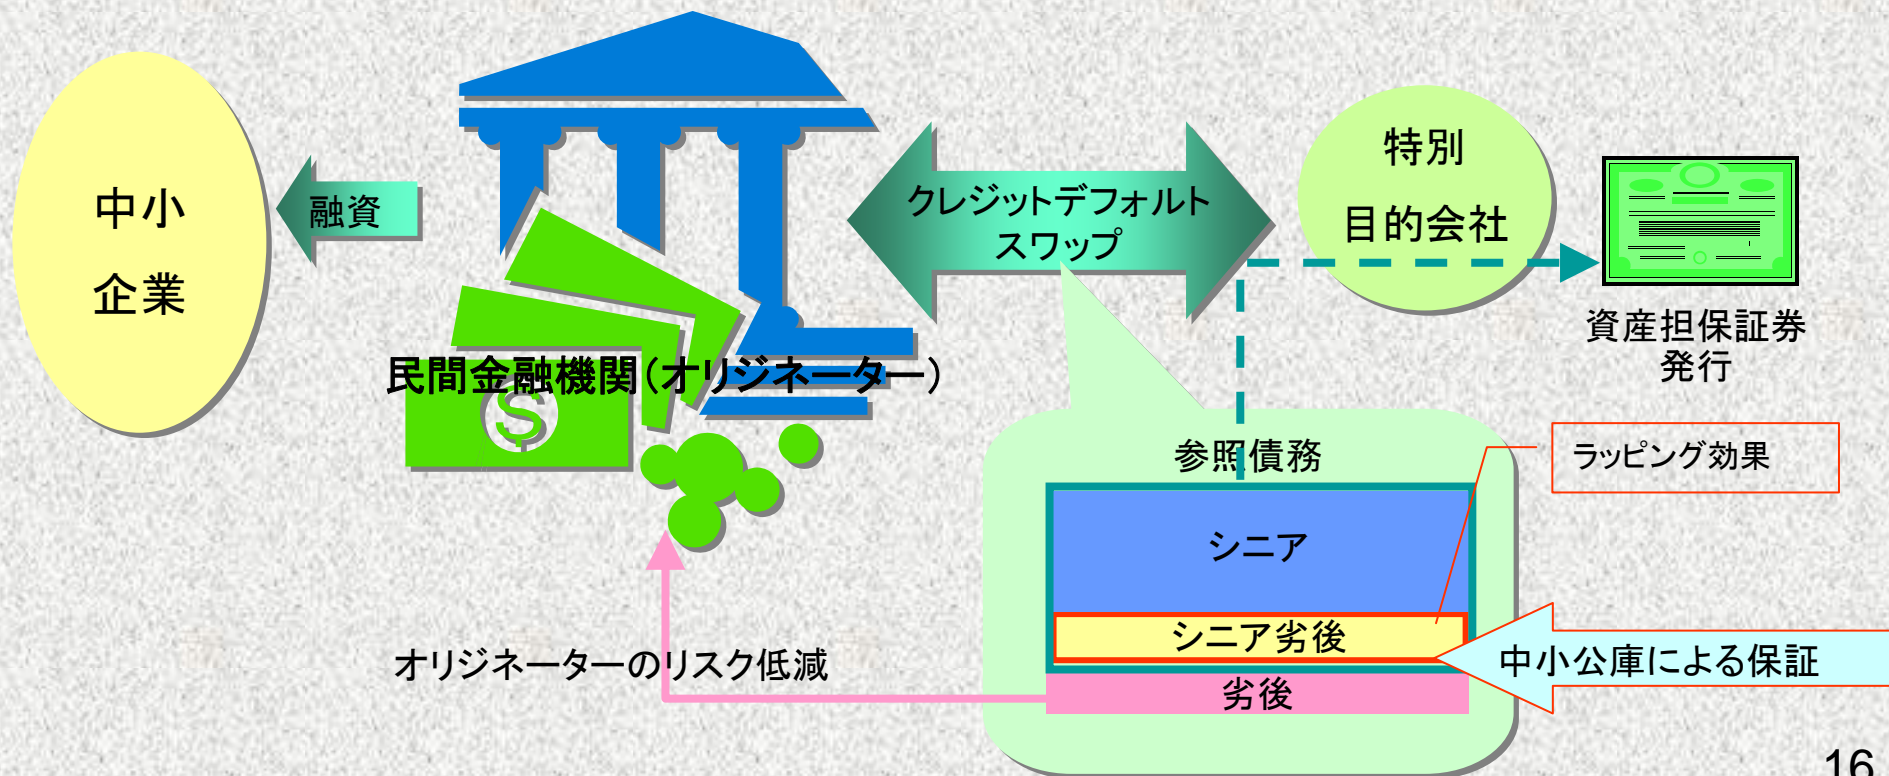 中小
企業
融資
民間金融機関（オリジネーター）
クレジットデフォルト
スワップ
特別
目的会社
資産担保証券
発行
参照債務
ラッピング効果
シニア
シニア劣後
中小公庫による保証
劣後
オリジネーターのリスク低減
$
16